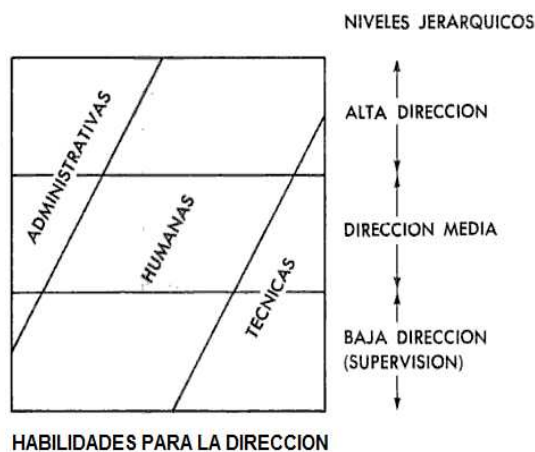 NIVELES JERARQUICOS
ADMINISTRATIVAS
HUMANAS
TECNICAS
ALTA DIRECCION
DIRECCION MEDIA
BAJA DIRECCION
(SUPERVISION)
HABILIDADES PARA LA DIRECCION